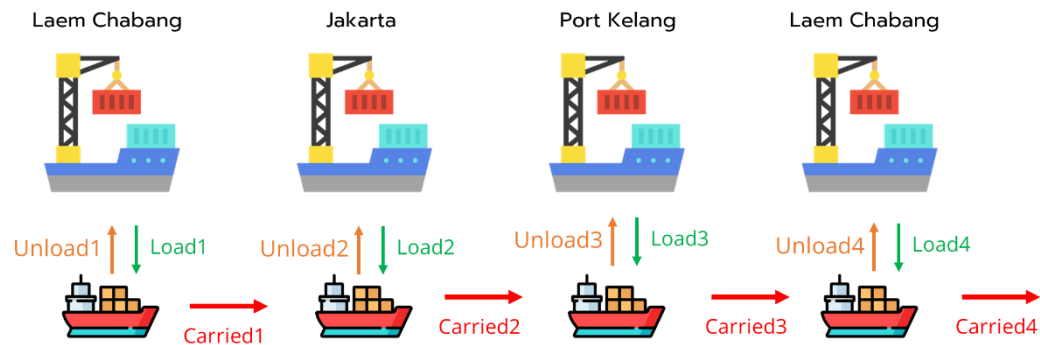 Laem Chabang
Jakarta
Port Kelang
Laem Chabang
Unload1
Load1
Unload2
Load2
Unload3
Load3
Unload4
Load4
Carried1
Carried2
Carried3
Carried4